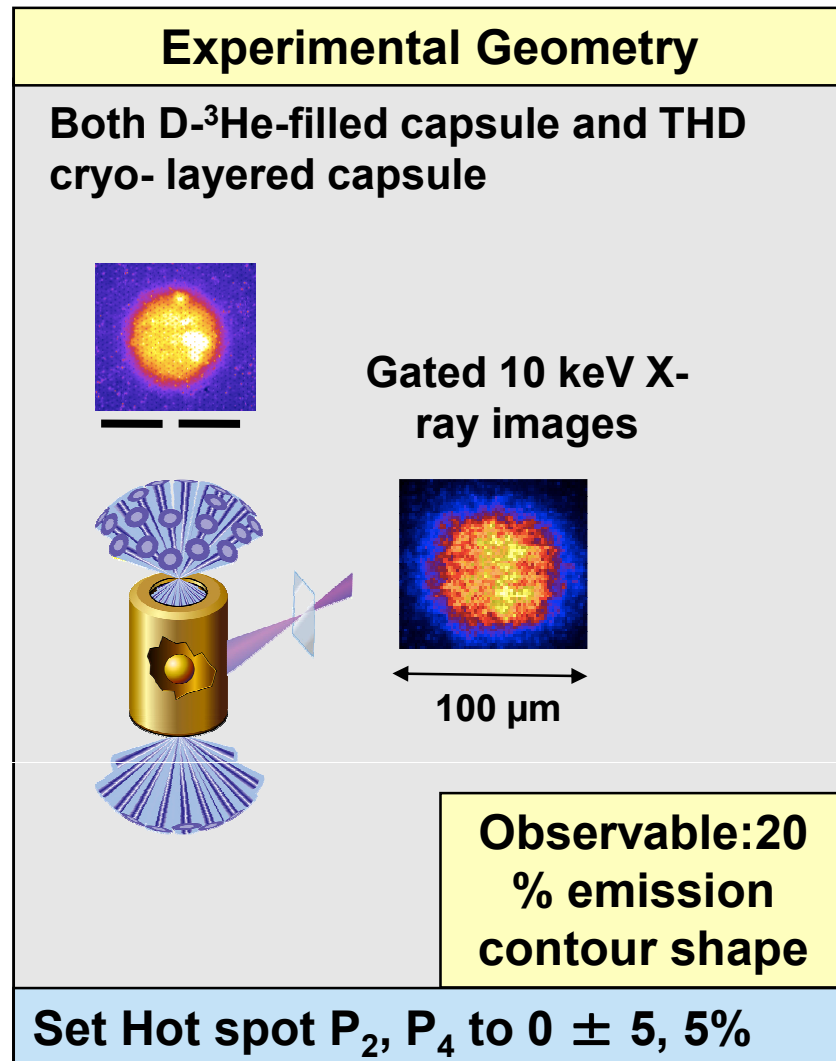 Experimental Geometry
Both D-³He-filled capsule and THD
cryo- layered capsule
Gated 10 keV X-
ray images
100 µm
Observable:20
% emission
contour shape
Set Hot spot P₂, P₄ to 0 ± 5, 5%